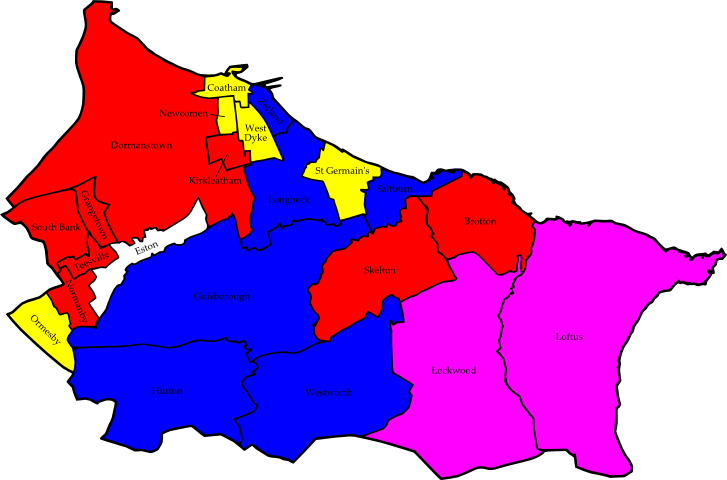 Coatham
Zetland
Newcomen
West
Dyke
Dormanstown
St Germain's
Kirkleatham
Saltburn
Longbeck
Grangetown
South Bank
Brotton
Eston
Teesville
Skelton
Normanby
Guisborough
Ormesby
Loftus
Lockwood
Hutton
Westworth